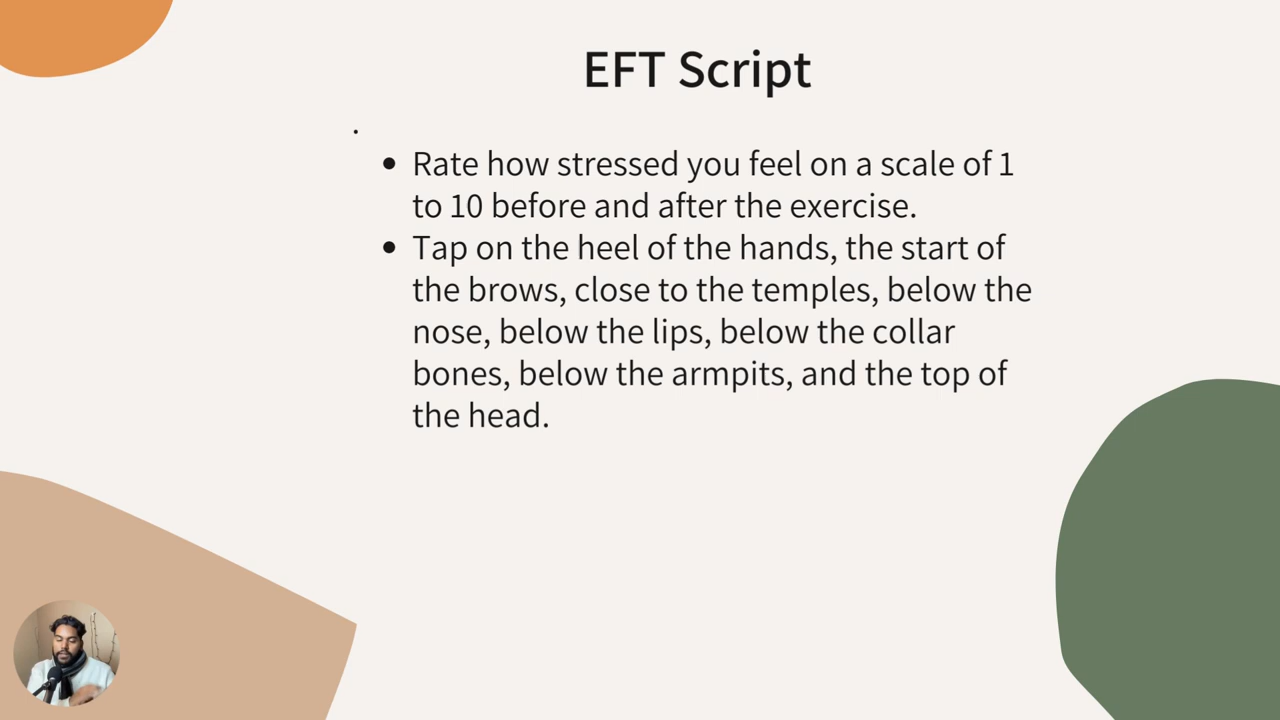 EFT Script
.
• Rate how stressed you feel on a scale of 1
to 10 before and after the exercise.
• Tap on the heel of the hands, the start of
the brows, close to the temples, below the
nose, below the lips, below the collar
bones, below the armpits, and the top of
the head.